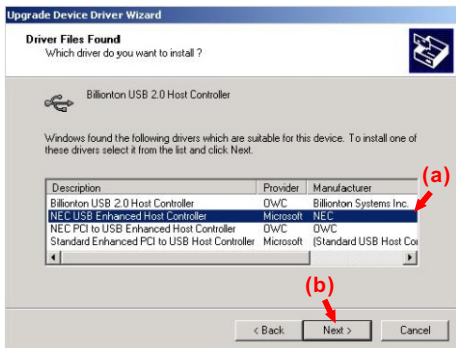 Upgrade Device Driver Wizard
Driver Files Found
Which driver do you want to install ?
Billionton USB 2.0 Host Controller
Windows found the following drivers which are suitable for this device. To install one of
these drivers select it from the list and click Next.
(a)
Description Provider Manufacturer
Billionton USB 2.0 Host Controller OWC Billionton Systems Inc.
NEC USB Enhanced Host Controller Microsoft NEC
NEC PCI to USB Enhanced Host Controller OWC OWC
Standard Enhanced PCI to USB Host Controller Microsoft (Standard USB Host Cor
(b)
< Back Next > Cancel